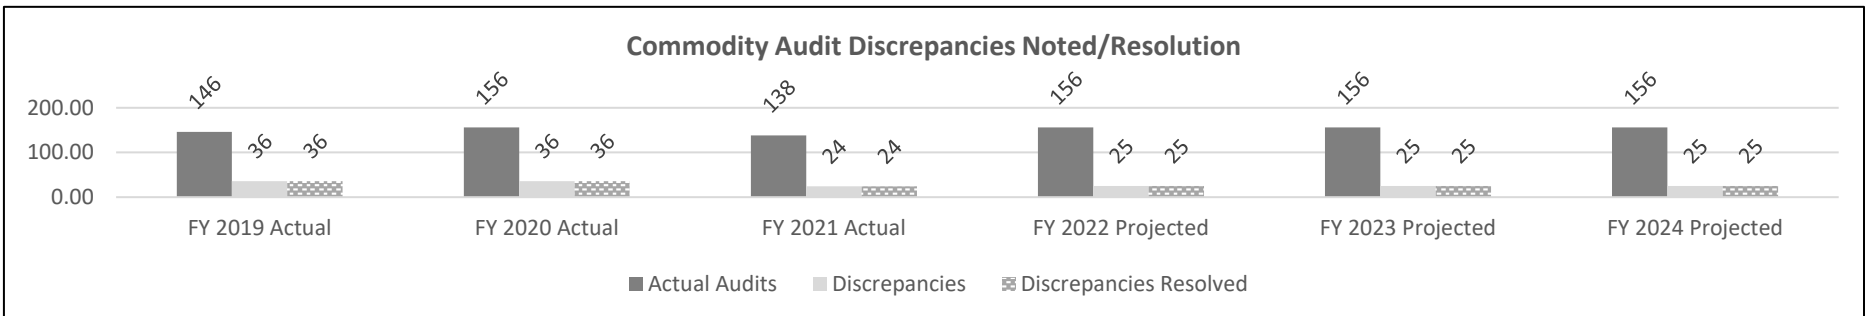 Commodity Audit Discrepancies Noted/Resolution
200.00
100.00
0.00
146 36 36
156 36 36
138 24 24
156 25 25
156 25 25
156 25 25
FY 2019 Actual FY 2020 Actual FY 2021 Actual FY 2022 Projected FY 2023 Projected FY 2024 Projected
Actual Audits Discrepancies Discrepancies Resolved